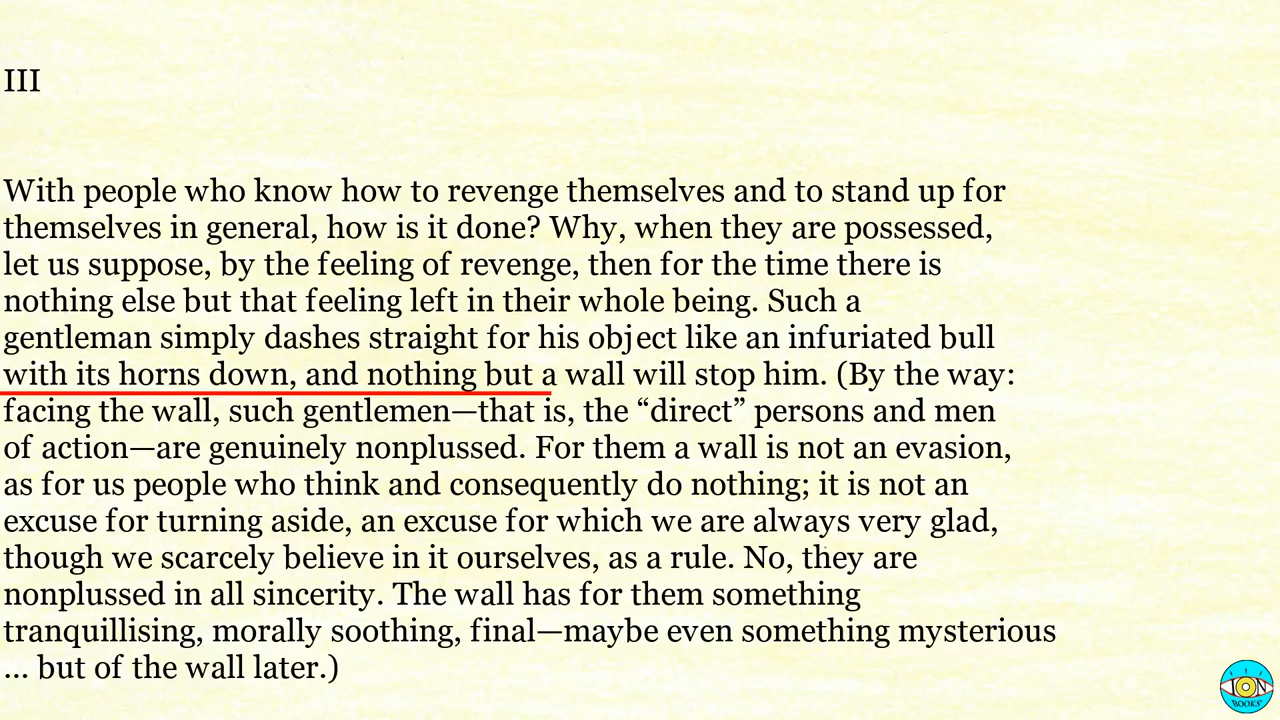 III
With people who know how to revenge themselves and to stand up for
themselves in general, how is it done? Why, when they are possessed,
let us suppose, by the feeling of revenge, then for the time there is
nothing else but that feeling left in their whole being. Such a
gentleman simply dashes straight for his object like an infuriated bull
with its horns down, and nothing but a wall will stop him. (By the way:
facing the wall, such gentlemen—that is, the “direct” persons and men
of action—are genuinely nonplussed. For them a wall is not an evasion,
as for us people who think and consequently do nothing; it is not an
excuse for turning aside, an excuse for which we are always very glad,
though we scarcely believe in it ourselves, as a rule. No, they are
nonplussed in all sincerity. The wall has for them something
tranquillising, morally soothing, final—maybe even something mysterious
... but of the wall later.)
ION
BOOKS